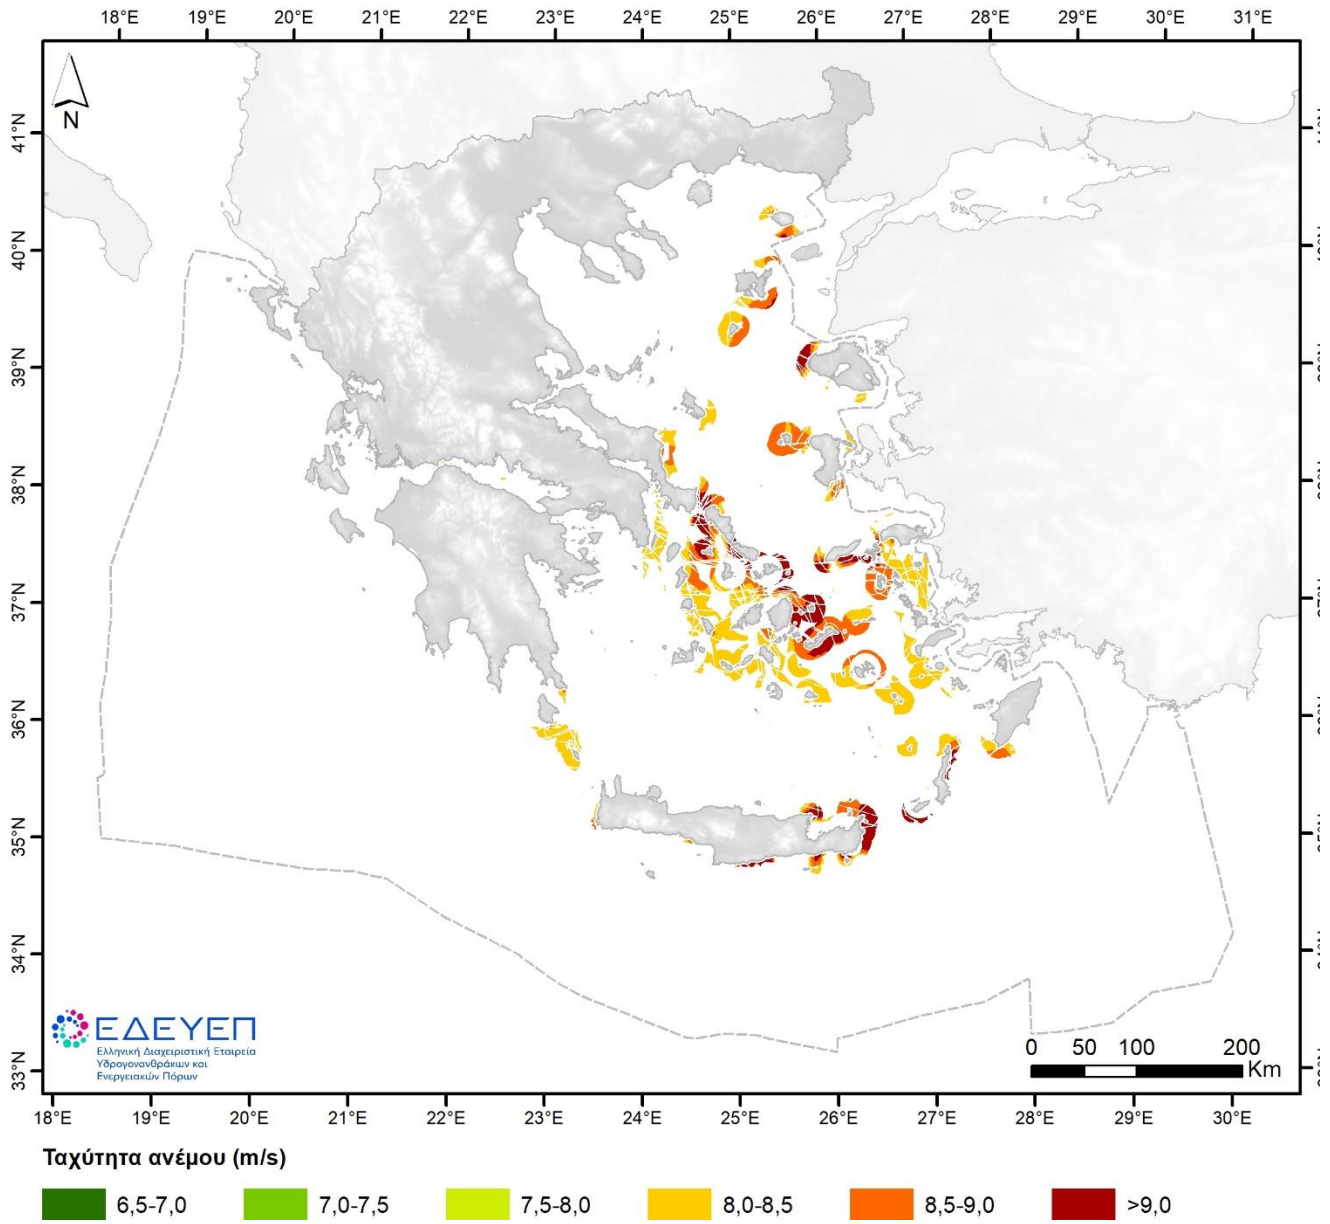 18°E 19°E 20°E 21°E 22°E 23°E 24°E 25°E 26°E 27°E 28°E 29°E 30°E 31°E
N
41°N
40°N
39°N
38°N
37°N
36°N
35°N
34°N
33°N
ΕΔΕΥΕΠ
Ελληνική Διαχειριστική Εταιρεία
Υδρογονανθράκων και
Ενεργειακών Πόρων
0 50 100 200
Km
18°E 19°E 20°E 21°E 22°E 23°E 24°E 25°E 26°E 27°E 28°E 29°E 30°E
Ταχύτητα ανέμου (m/s)
6,5-7,0 7,0-7,5 7,5-8,0 8,0-8,5 8,5-9,0 >9,0